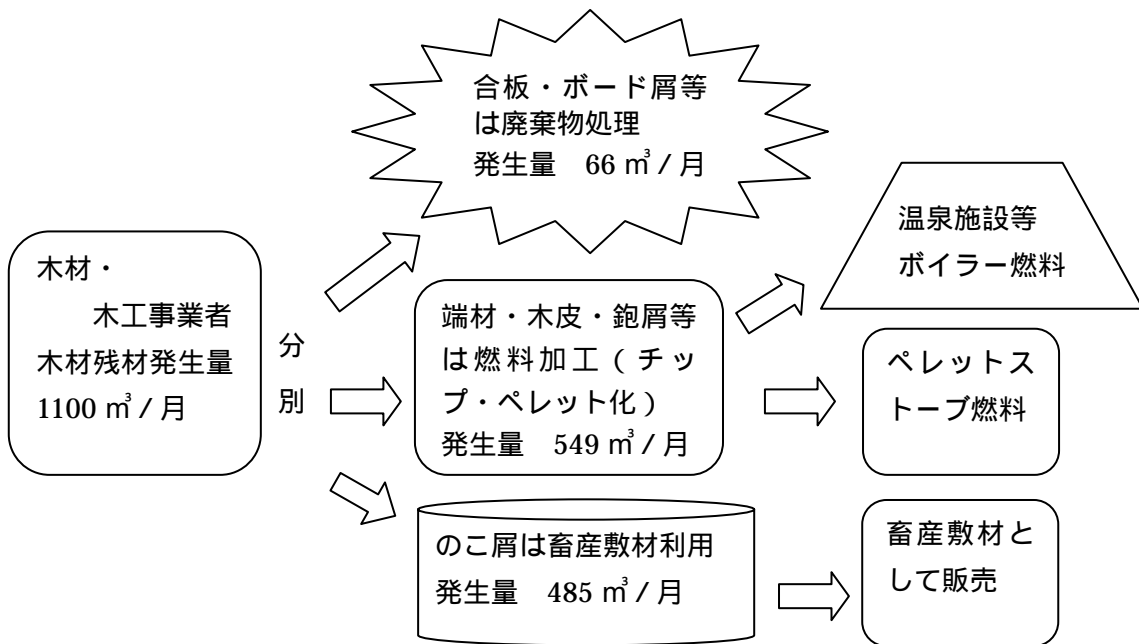 合板・ボード屑等
は廃棄物処理
発生量　66 ㎥／月
温泉施設等
ボイラー燃料
木材・
木工事業者
木材残材発生量
1100 ㎥／月
分
別
端材・木皮・鉋屑等
は燃料加工（チッ
プ・ペレット化）
発生量　549 ㎥／月
ペレットス
トーブ燃料
のこ屑は畜産敷材利用
発生量　485 ㎥／月
畜産敷材と
して販売